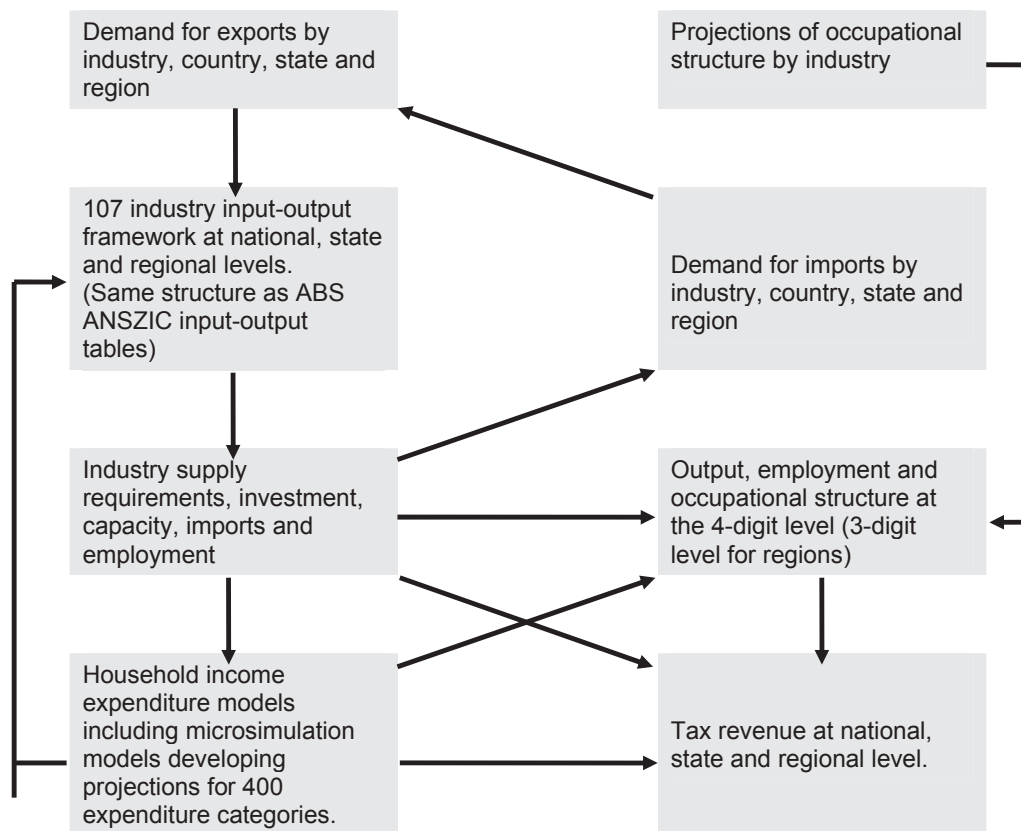 Demand for exports by
industry, country, state and
region
Projections of occupational
structure by industry
107 industry input-output
framework at national, state
and regional levels.
(Same structure as ABS
ANSZIC input-output
tables)
Demand for imports by
industry, country, state and
region
Industry supply
requirements, investment,
capacity, imports and
employment
Output, employment and
occupational structure at
the 4-digit level (3-digit
level for regions)
Household income
expenditure models
including microsimulation
models developing
projections for 400
expenditure categories.
Tax revenue at national,
state and regional level.